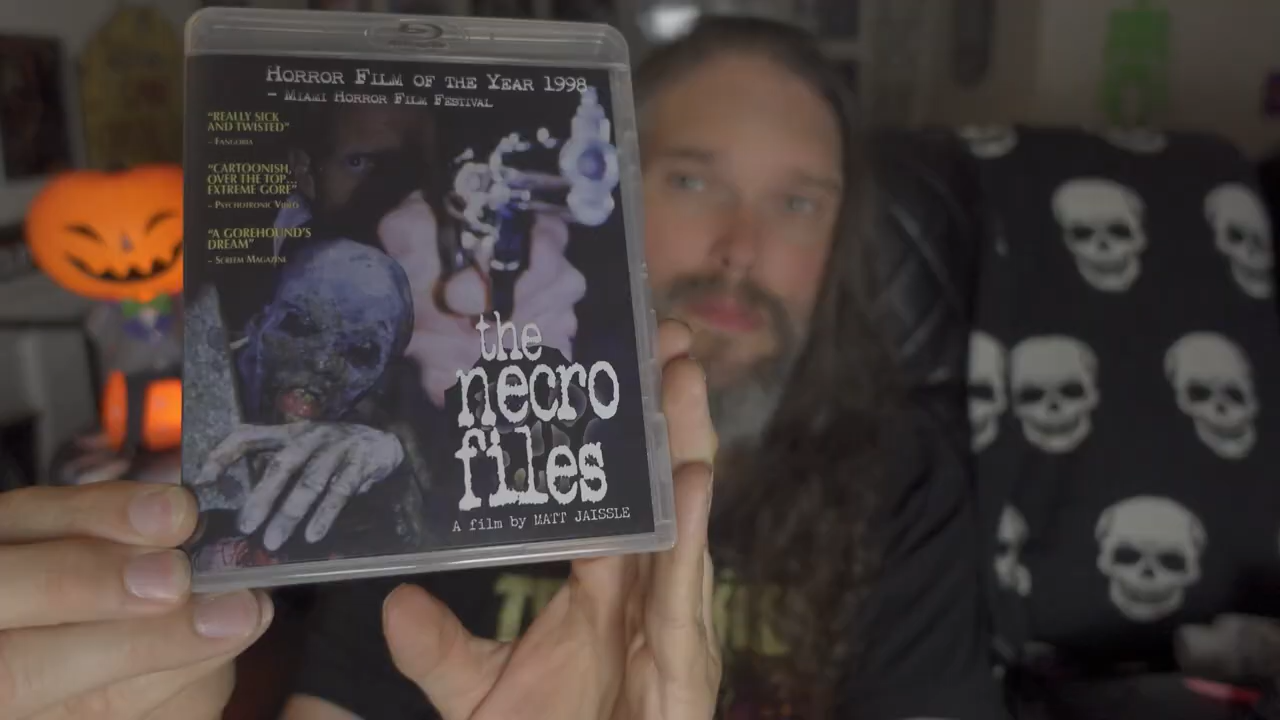 HORROR FILM OF THE YEAR 1998
- MIAMI HORROR FILM FESTIVAL
"REALLY SICK
AND TWISTED"
- FANGORIA
"CARTOONISH,
OVER THE TOP...
EXTREME GORE"
- PSYCHOTRONIC VIDEO
"A GOREHOUND'S
DREAM"
- SCREEM MAGAZINE
the
necro
files
A film by MATT JAISSLE